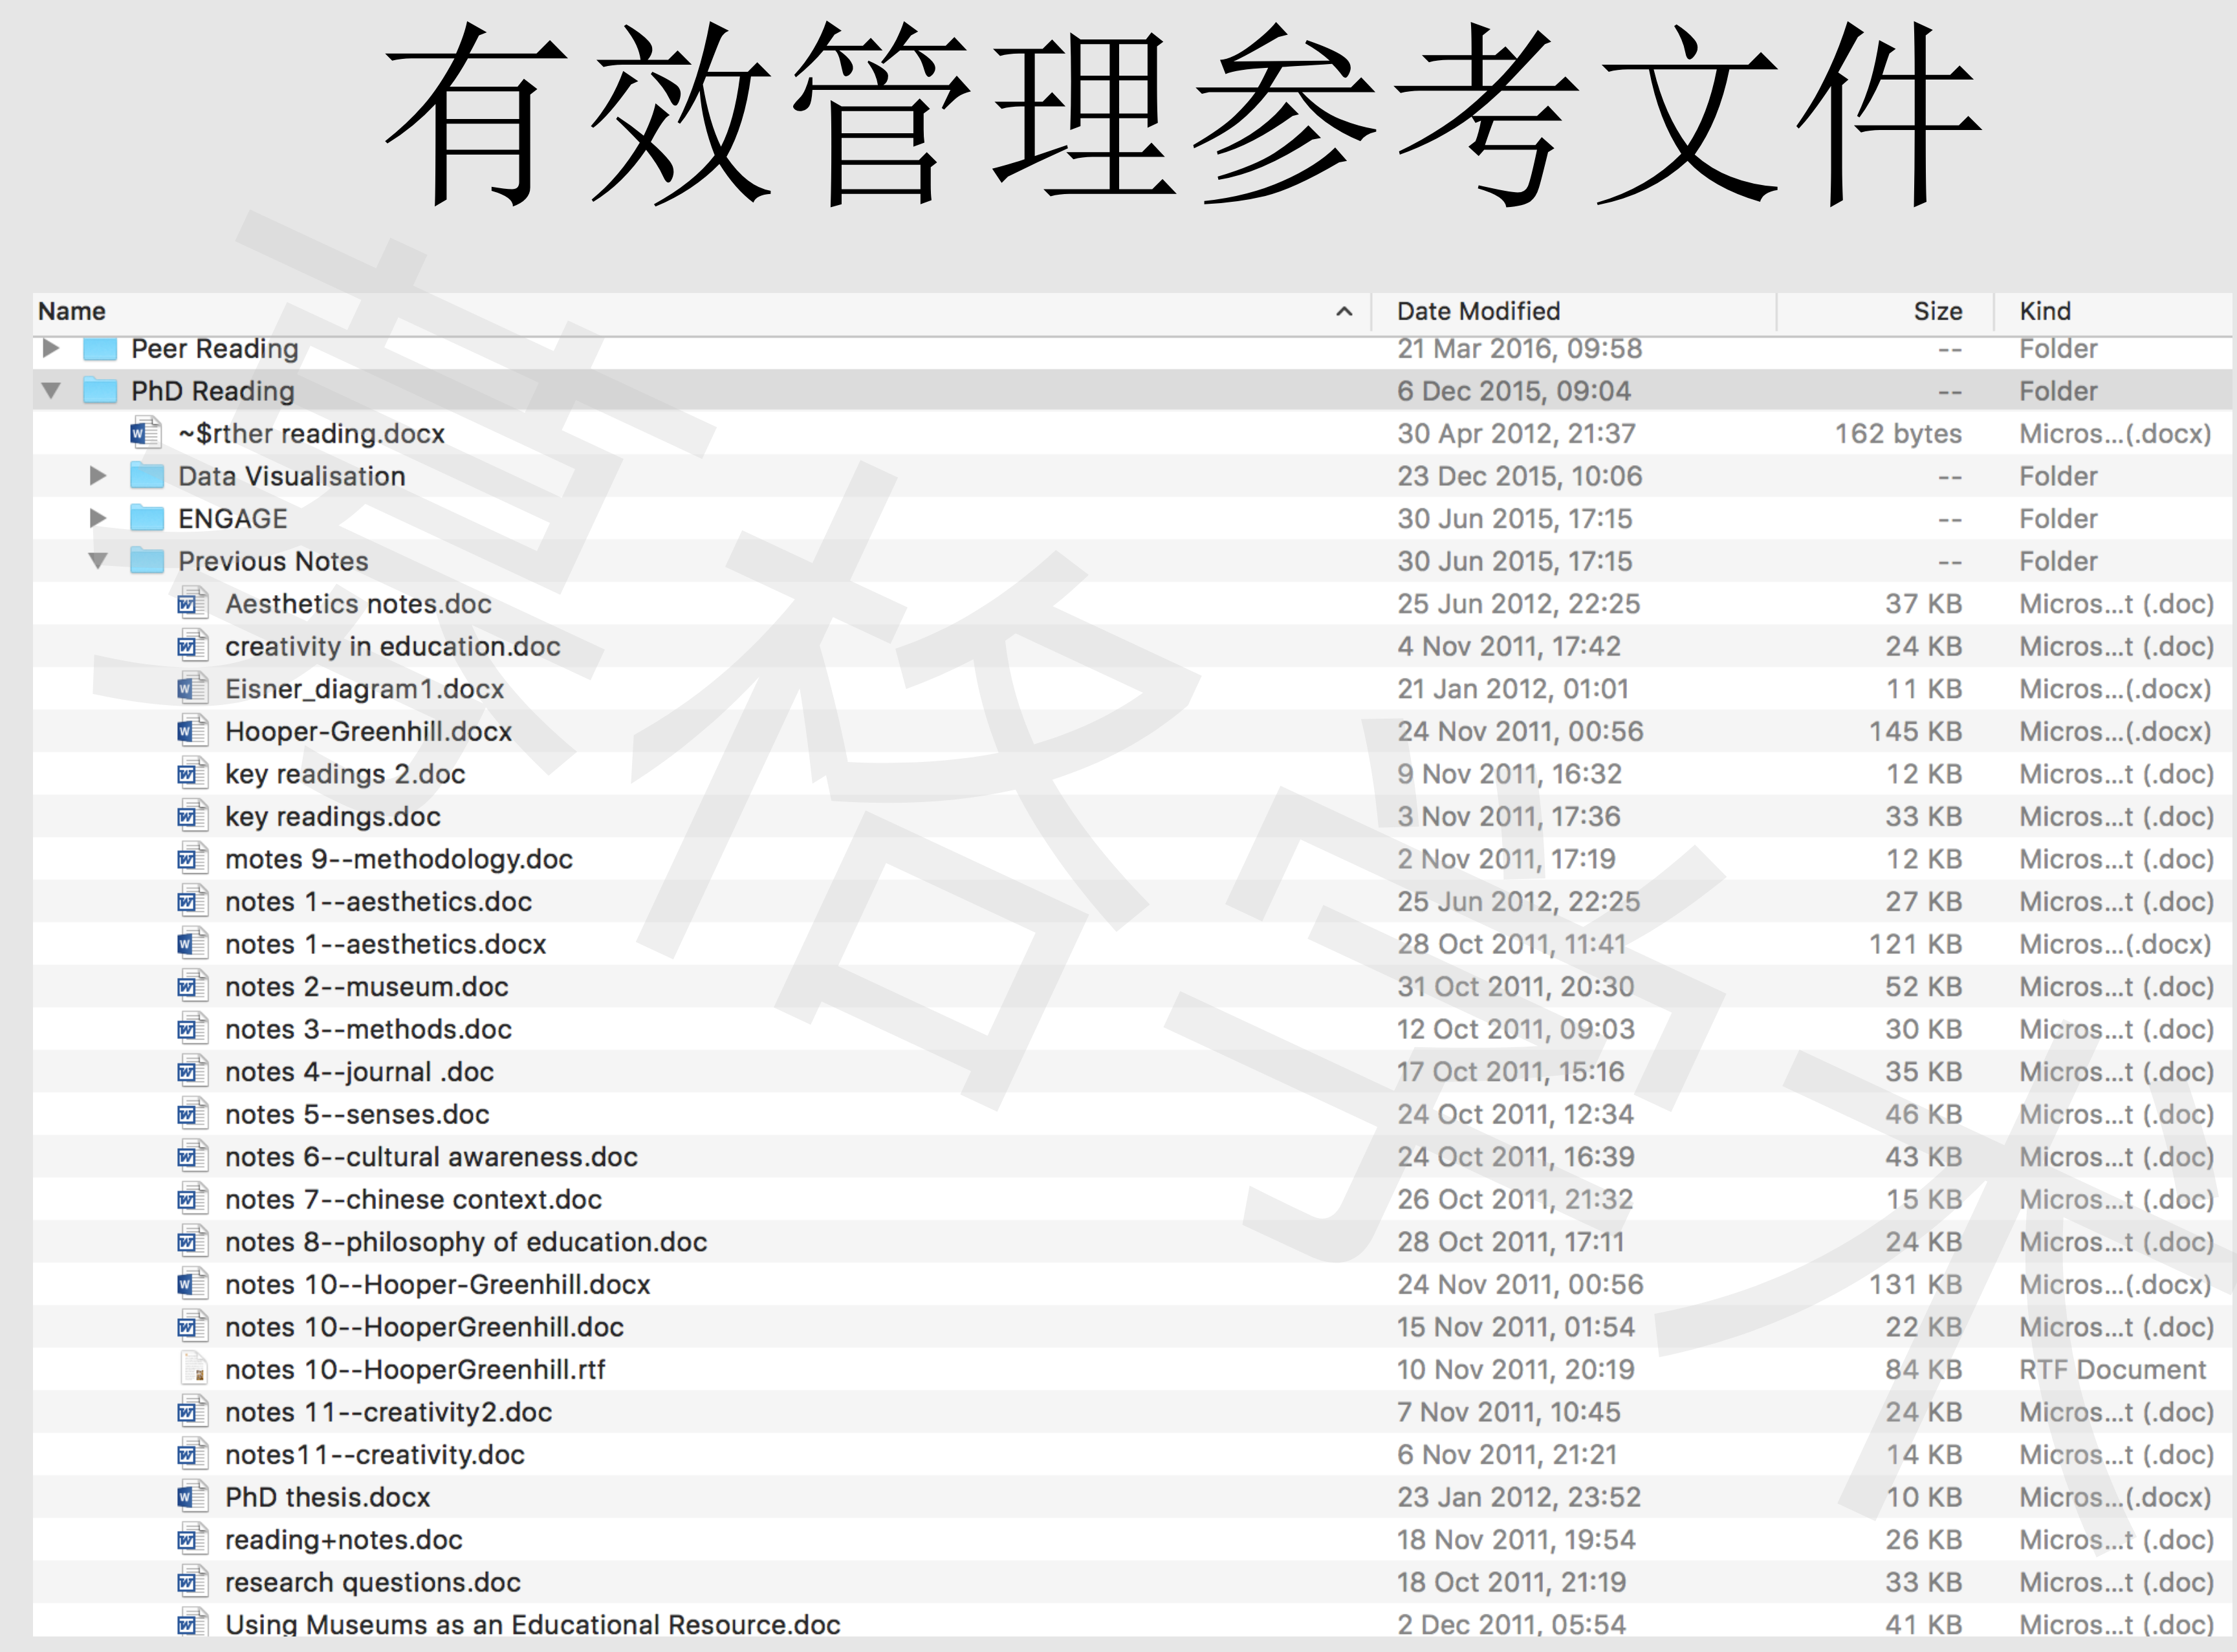 有效管理参考文件
Name Date Modified Size Kind
Peer Reading 21 Mar 2016, 09:58 -- Folder
PhD Reading 6 Dec 2015, 09:04 -- Folder
~$rther reading.docx 30 Apr 2012, 21:37 162 bytes Micros...(.docx)
Data Visualisation 23 Dec 2015, 10:06 -- Folder
ENGAGE 30 Jun 2015, 17:15 -- Folder
Previous Notes 30 Jun 2015, 17:15 -- Folder
Aesthetics notes.doc 25 Jun 2012, 22:25 37 KB Micros...t (.doc)
creativity in education.doc 4 Nov 2011, 17:42 24 KB Micros...t (.doc)
Eisner_diagram1.docx 21 Jan 2012, 01:01 11 KB Micros...(.docx)
Hooper-Greenhill.docx 24 Nov 2011, 00:56 145 KB Micros...(.docx)
key readings 2.doc 9 Nov 2011, 16:32 12 KB Micros...t (.doc)
key readings.doc 3 Nov 2011, 17:36 33 KB Micros...t (.doc)
motes 9--methodology.doc 2 Nov 2011, 17:19 12 KB Micros...t (.doc)
notes 1--aesthetics.doc 25 Jun 2012, 22:25 27 KB Micros...t (.doc)
notes 1--aesthetics.docx 28 Oct 2011, 11:41 121 KB Micros...(.docx)
notes 2--museum.doc 31 Oct 2011, 20:30 52 KB Micros...t (.doc)
notes 3--methods.doc 12 Oct 2011, 09:03 30 KB Micros...t (.doc)
notes 4--journal .doc 17 Oct 2011, 15:16 35 KB Micros...t (.doc)
notes 5--senses.doc 24 Oct 2011, 12:34 46 KB Micros...t (.doc)
notes 6--cultural awareness.doc 24 Oct 2011, 16:39 43 KB Micros...t (.doc)
notes 7--chinese context.doc 26 Oct 2011, 21:32 15 KB Micros...t (.doc)
notes 8--philosophy of education.doc 28 Oct 2011, 17:11 24 KB Micros...t (.doc)
notes 10--Hooper-Greenhill.docx 24 Nov 2011, 00:56 131 KB Micros...(.docx)
notes 10--HooperGreenhill.doc 15 Nov 2011, 01:54 22 KB Micros...t (.doc)
notes 10--HooperGreenhill.rtf 10 Nov 2011, 20:19 84 KB RTF Document
notes 11--creativity2.doc 7 Nov 2011, 10:45 24 KB Micros...t (.doc)
notes11--creativity.doc 6 Nov 2011, 21:21 14 KB Micros...t (.doc)
PhD thesis.docx 23 Jan 2012, 23:52 10 KB Micros...(.docx)
reading+notes.doc 18 Nov 2011, 19:54 26 KB Micros...t (.doc)
research questions.doc 18 Oct 2011, 21:19 33 KB Micros...t (.doc)
Using Museums as an Educational Resource.doc 2 Dec 2011, 05:54 41 KB Micros...t (.doc)